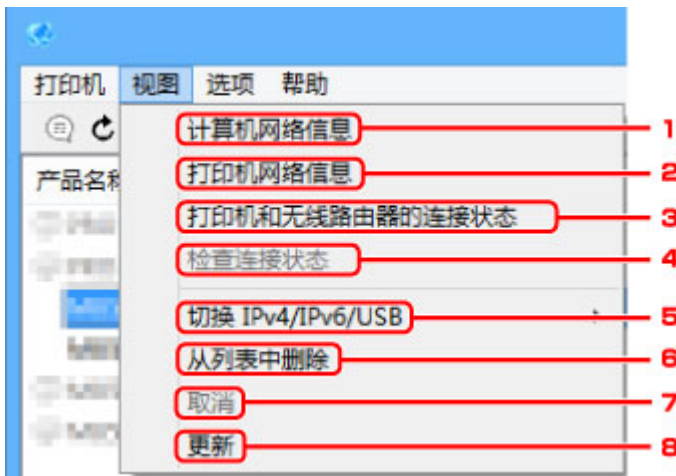 打印机 视图 选项 帮助
产品名称
计算机网络信息 1
打印机网络信息 2
打印机和无线路由器的连接状态 3
检查连接状态 4
切换 IPv4/IPv6/USB 5
从列表中删除 6
取消 7
更新 8